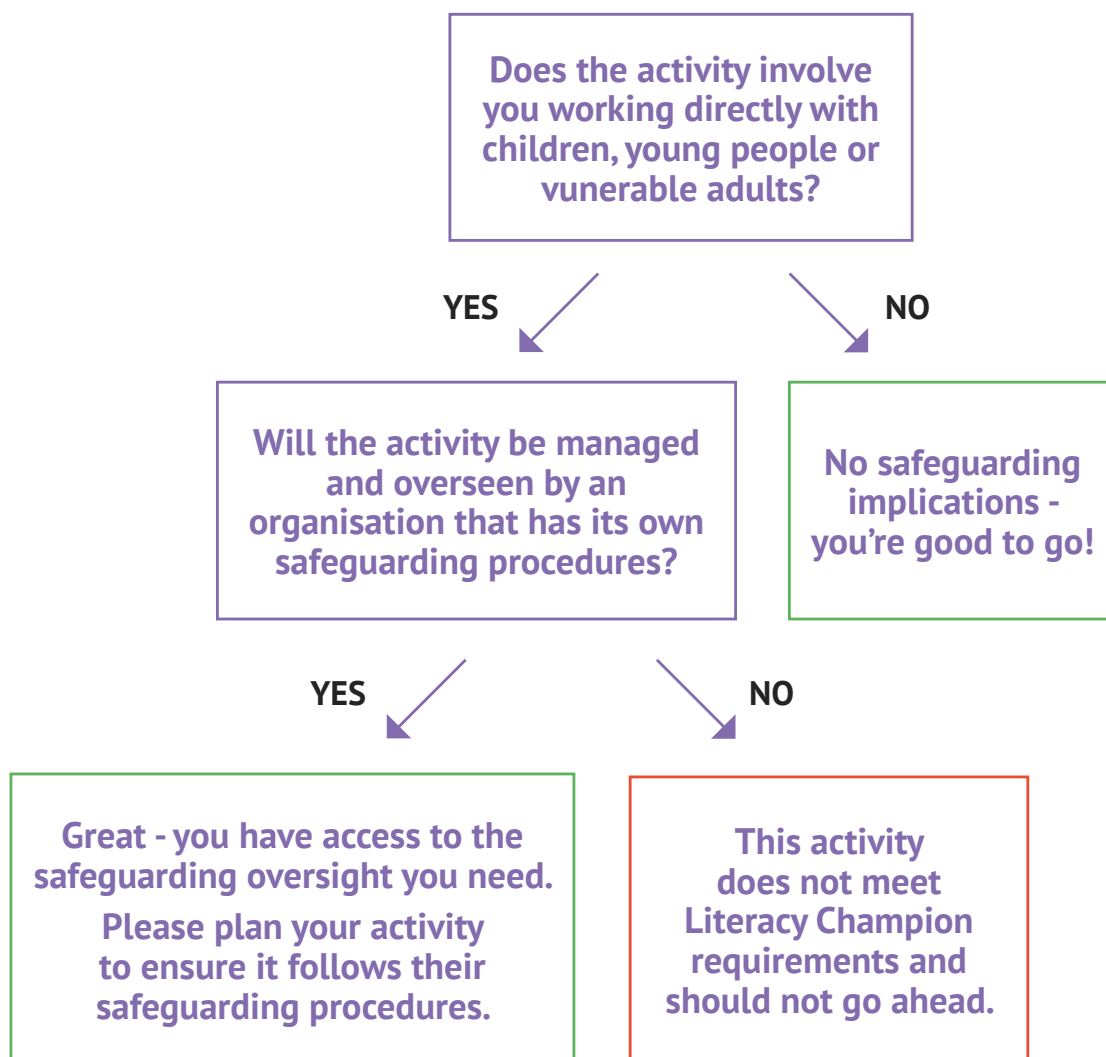 Does the activity involve
you working directly with
children, young people or
vunerable adults?
YES
NO
Will the activity be managed
and overseen by an
organisation that has its own
safeguarding procedures?
No safeguarding
implications -
you’re good to go!
YES
NO
Great - you have access to the
safeguarding oversight you need.
Please plan your activity
to ensure it follows their
safeguarding procedures.
This activity
does not meet
Literacy Champion
requirements and
should not go ahead.